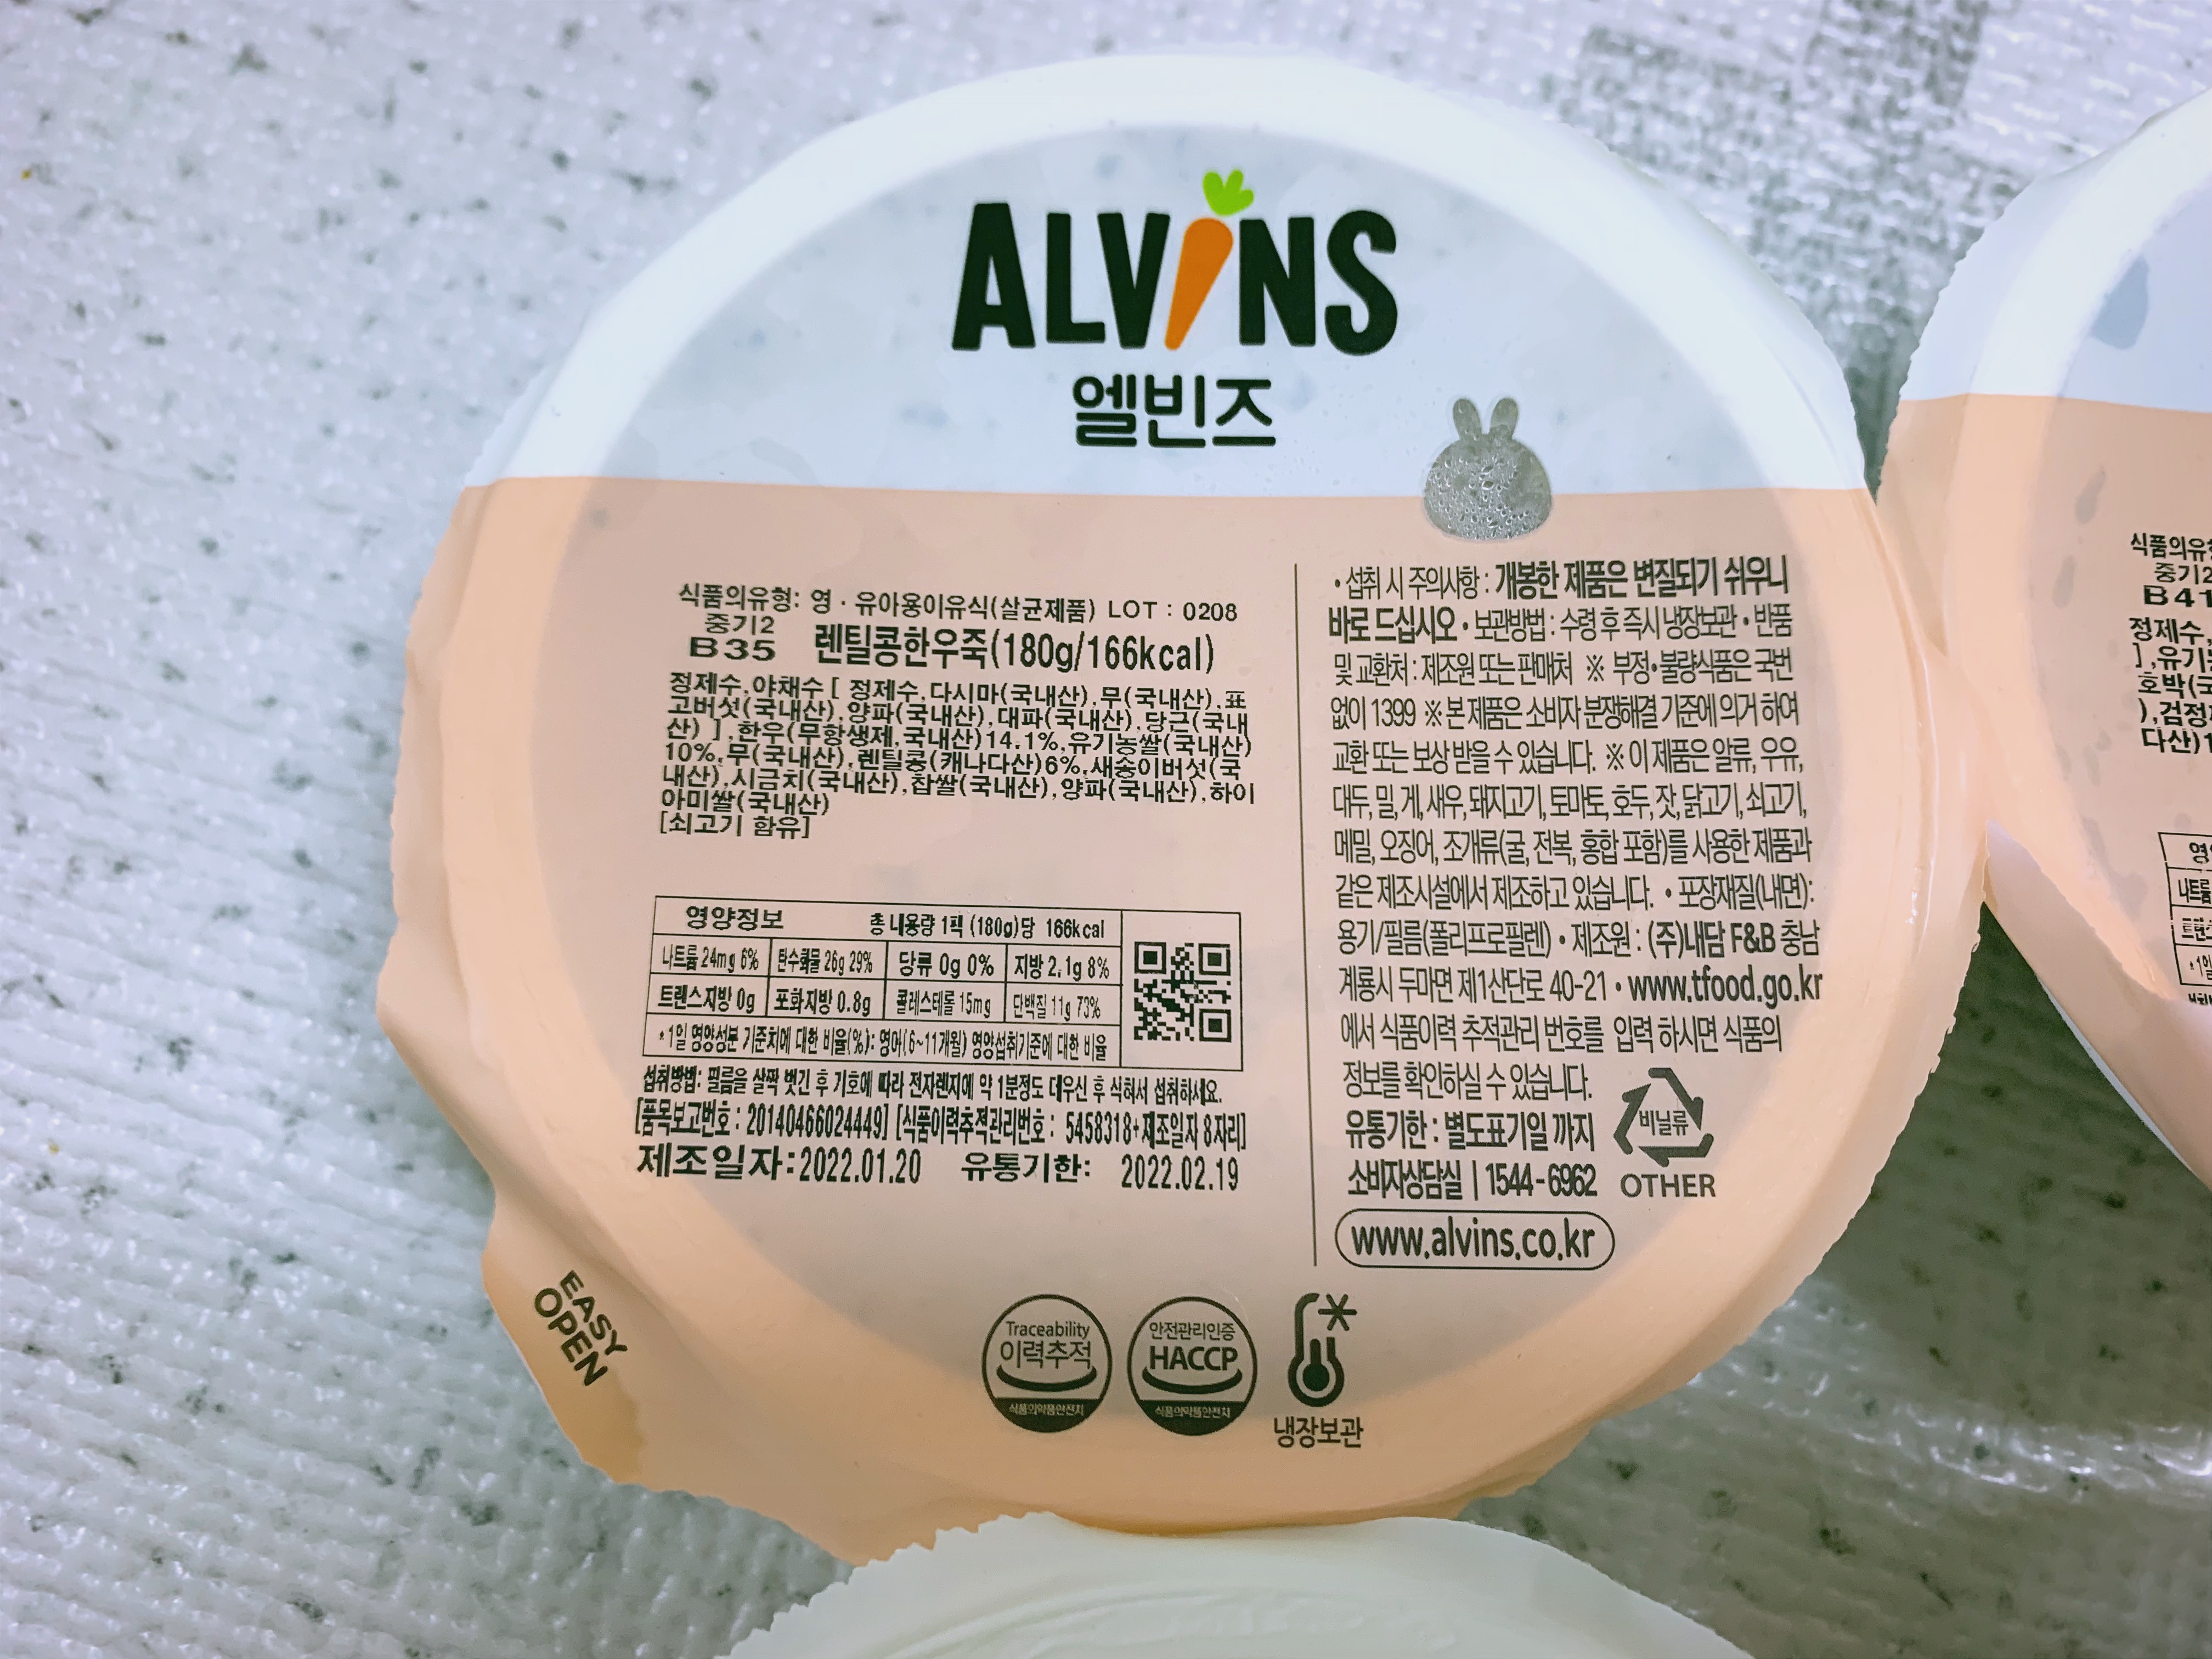 ALVINS
엘빈즈
식품의유형: 영 · 유아용이유식(살균제품) LOT : 0208
중기2
B35 렌틸콩한우죽(180g/166kcal)
정제수,야채수 [ 정제수,다시마(국내산),무(국내산),표
고버섯(국내산),양파(국내산),대파(국내산),당근(국내
산) ],한우(무항생제,국내산)14.1%,유기농쌀(국내산)
10%,무(국내산),렌틸콩(캐나다산)6%,새송이버섯(국
내산),시금치(국내산),찹쌀(국내산),양파(국내산),하이
아미쌀(국내산)
[쇠고기 함유]
영양정보 총 내용량 1팩 (180g)당 166kcal
나트륨 24mg 6% 탄수화물 26g 29% 당류 0g 0% 지방 2.1g 8%
트랜스지방 0g 포화지방 0.8g 콜레스테롤 15mg 단백질 11g 73%
*1일 영양성분 기준치에 대한 비율(%): 영아(6~11개월) 영양섭취기준에 대한 비율
섭취방법: 필름을 살짝 벗긴 후 기호에 따라 전자렌지에 약 1분정도 데우신 후 식혀서 섭취하세요.
[품목보고번호 : 20140466024449] [식품이력추적관리번호 : 5458318+제조일자 8자리]
제조일자:2022.01.20 유통기한: 2022.02.19
• 섭취 시 주의사항 : 개봉한 제품은 변질되기 쉬우니
바로 드십시오 • 보관방법 : 수령 후 즉시 냉장보관 • 반품
및 교환처 : 제조원 또는 판매처 ※ 부정•불량식품은 국번
없이 1399 ※ 본 제품은 소비자 분쟁해결 기준에 의거 하여
교환 또는 보상 받을 수 있습니다. ※ 이 제품은 알류, 우유,
대두, 밀, 게, 새우, 돼지고기, 토마토, 호두, 잣, 닭고기, 쇠고기,
메밀, 오징어, 조개류(굴, 전복, 홍합 포함)를 사용한 제품과
같은 제조시설에서 제조하고 있습니다. • 포장재질(내면):
용기/필름(폴리프로필렌) • 제조원 : (주)내담 F&B 충남
계룡시 두마면 제1산단로 40-21 • www.tfood.go.kr
에서 식품이력 추적관리 번호를 입력 하시면 식품의
정보를 확인하실 수 있습니다.
유통기한 : 별도표기일 까지
소비자상담실 | 1544-6962
비닐류
OTHER
www.alvins.co.kr
EASY
OPEN
Traceability
이력추적
식품의약품안전처
안전관리인증
HACCP
식품의약품안전처
냉장보관
중기2
B41
정제수,
다산)1